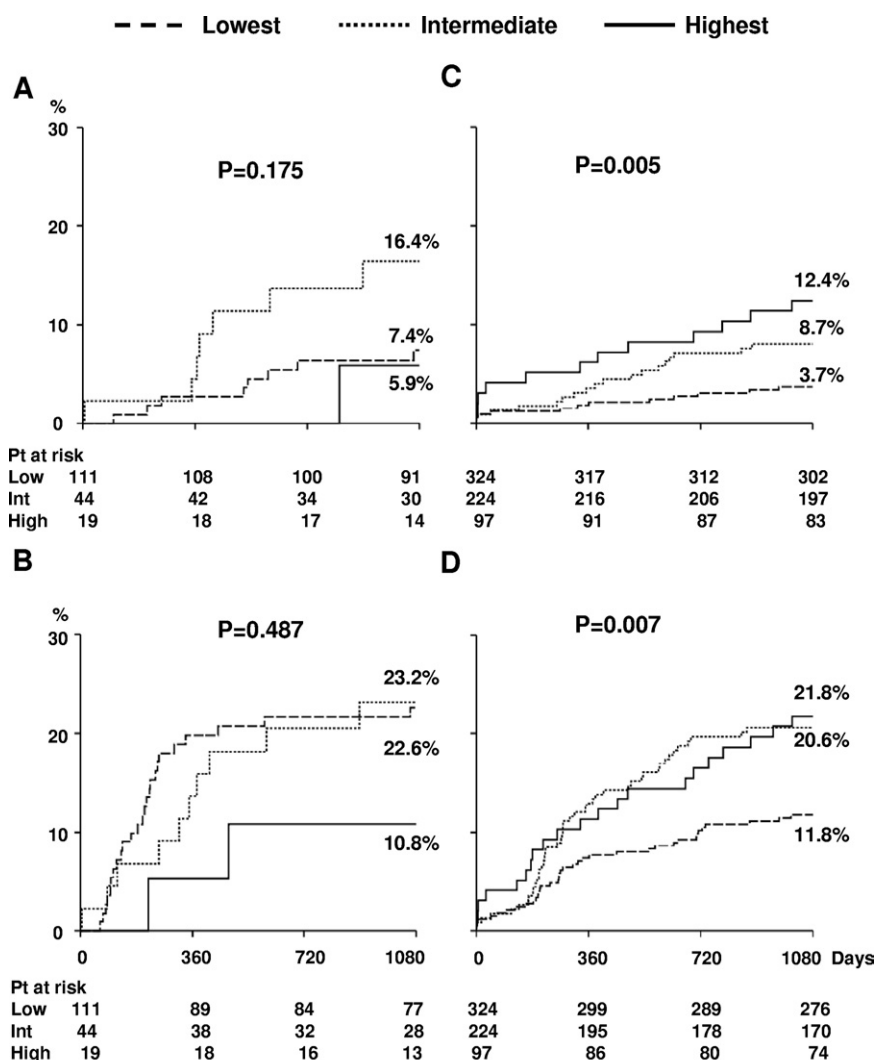 Lowest Intermediate Highest
A C
%
30
P=0.175 P=0.005
20
16.4%
12.4%
10
7.4% 8.7%
5.9% 3.7%
0
Pt at risk
Low 111 108 100 91 324 317 312 302
Int 44 42 34 30 224 216 206 197
High 19 18 17 14 97 91 87 83
B D
%
30
P=0.487 P=0.007
23.2% 21.8%
20
22.6% 20.6%
10
10.8% 11.8%
0
0 360 720 1080 0 360 720 1080 Days
Pt at risk
Low 111 89 84 77 324 299 289 276
Int 44 38 32 28 224 195 178 170
High 19 18 16 13 97 86 80 74